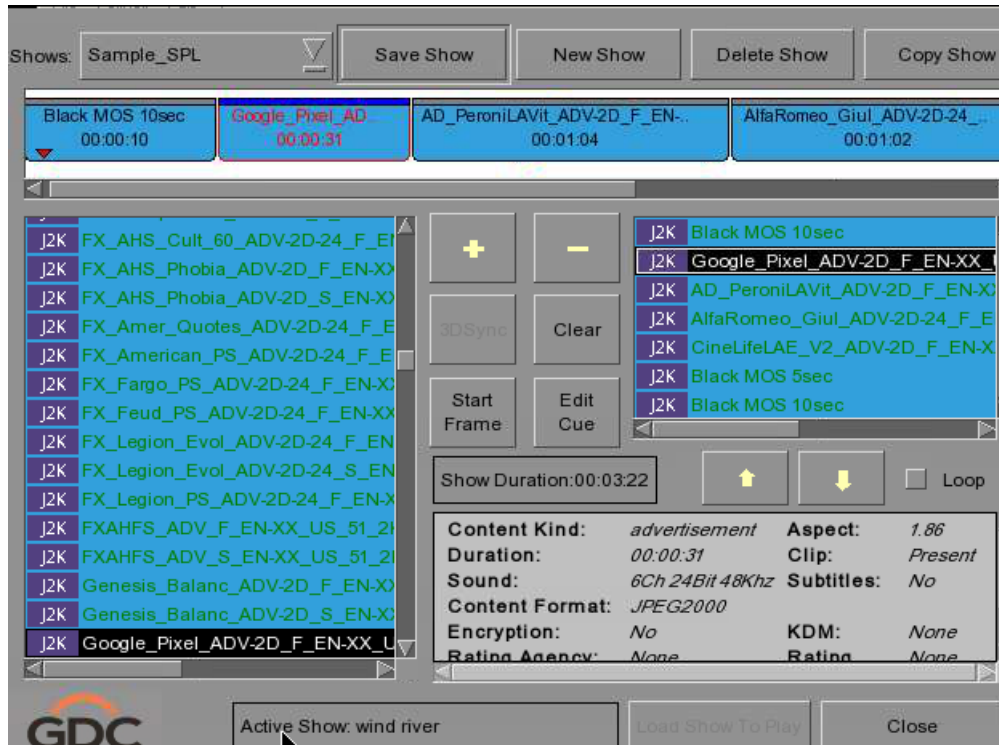 Shows: Sample_SPL Save Show New Show Delete Show Copy Show
Black MOS 10sec
00:00:10
Google_Pixel_AD..
00:00:31
AD_PeroniLAVit_ADV-2D_F_EN-..
00:01:04
AlfaRomeo_Giul_ADV-2D-24_..
00:01:02
J2K FX_AHS_Cult_60_ADV-2D-24_F_E
J2K FX_AHS_Phobia_ADV-2D_F_EN-XX
J2K FX_AHS_Phobia_ADV-2D_S_EN-XX
J2K FX_Amer_Quotes_ADV-2D-24_F_E
J2K FX_American_PS_ADV-2D-24_F_E
J2K FX_Fargo_PS_ADV-2D-24_F_EN-X
J2K FX_Feud_PS_ADV-2D-24_F_EN-XX
J2K FX_Legion_Evol_ADV-2D-24_F_EN
J2K FX_Legion_Evol_ADV-2D-24_S_EN
J2K FX_Legion_PS_ADV-2D-24_F_EN-X
J2K FXAHFS_ADV_F_EN-XX_US_51_2
J2K FXAHFS_ADV_S_EN-XX_US_51_2
J2K Genesis_Balanc_ADV-2D_F_EN-X
J2K Genesis_Balanc_ADV-2D_S_EN-X
J2K Google_Pixel_ADV-2D_F_EN-XX_U
+ −
3DSync Clear
Start Frame
Edit Cue
J2K Black MOS 10sec
J2K Google_Pixel_ADV-2D_F_EN-XX_
J2K AD_PeroniLAVit_ADV-2D_F_EN-X
J2K AlfaRomeo_Giul_ADV-2D-24_F_E
J2K CineLifeLAE_V2_ADV-2D_F_EN-X
J2K Black MOS 5sec
J2K Black MOS 10sec
Show Duration:00:03:22
Loop
Content Kind: advertisement Aspect: 1.86
Duration: 00:00:31 Clip: Present
Sound: 6Ch 24Bit 48Khz Subtitles: No
Content Format: JPEG2000
Encryption: No KDM: None
Rating Agency: None Rating None
GDC
Active Show: wind river
Load Show To Play
Close